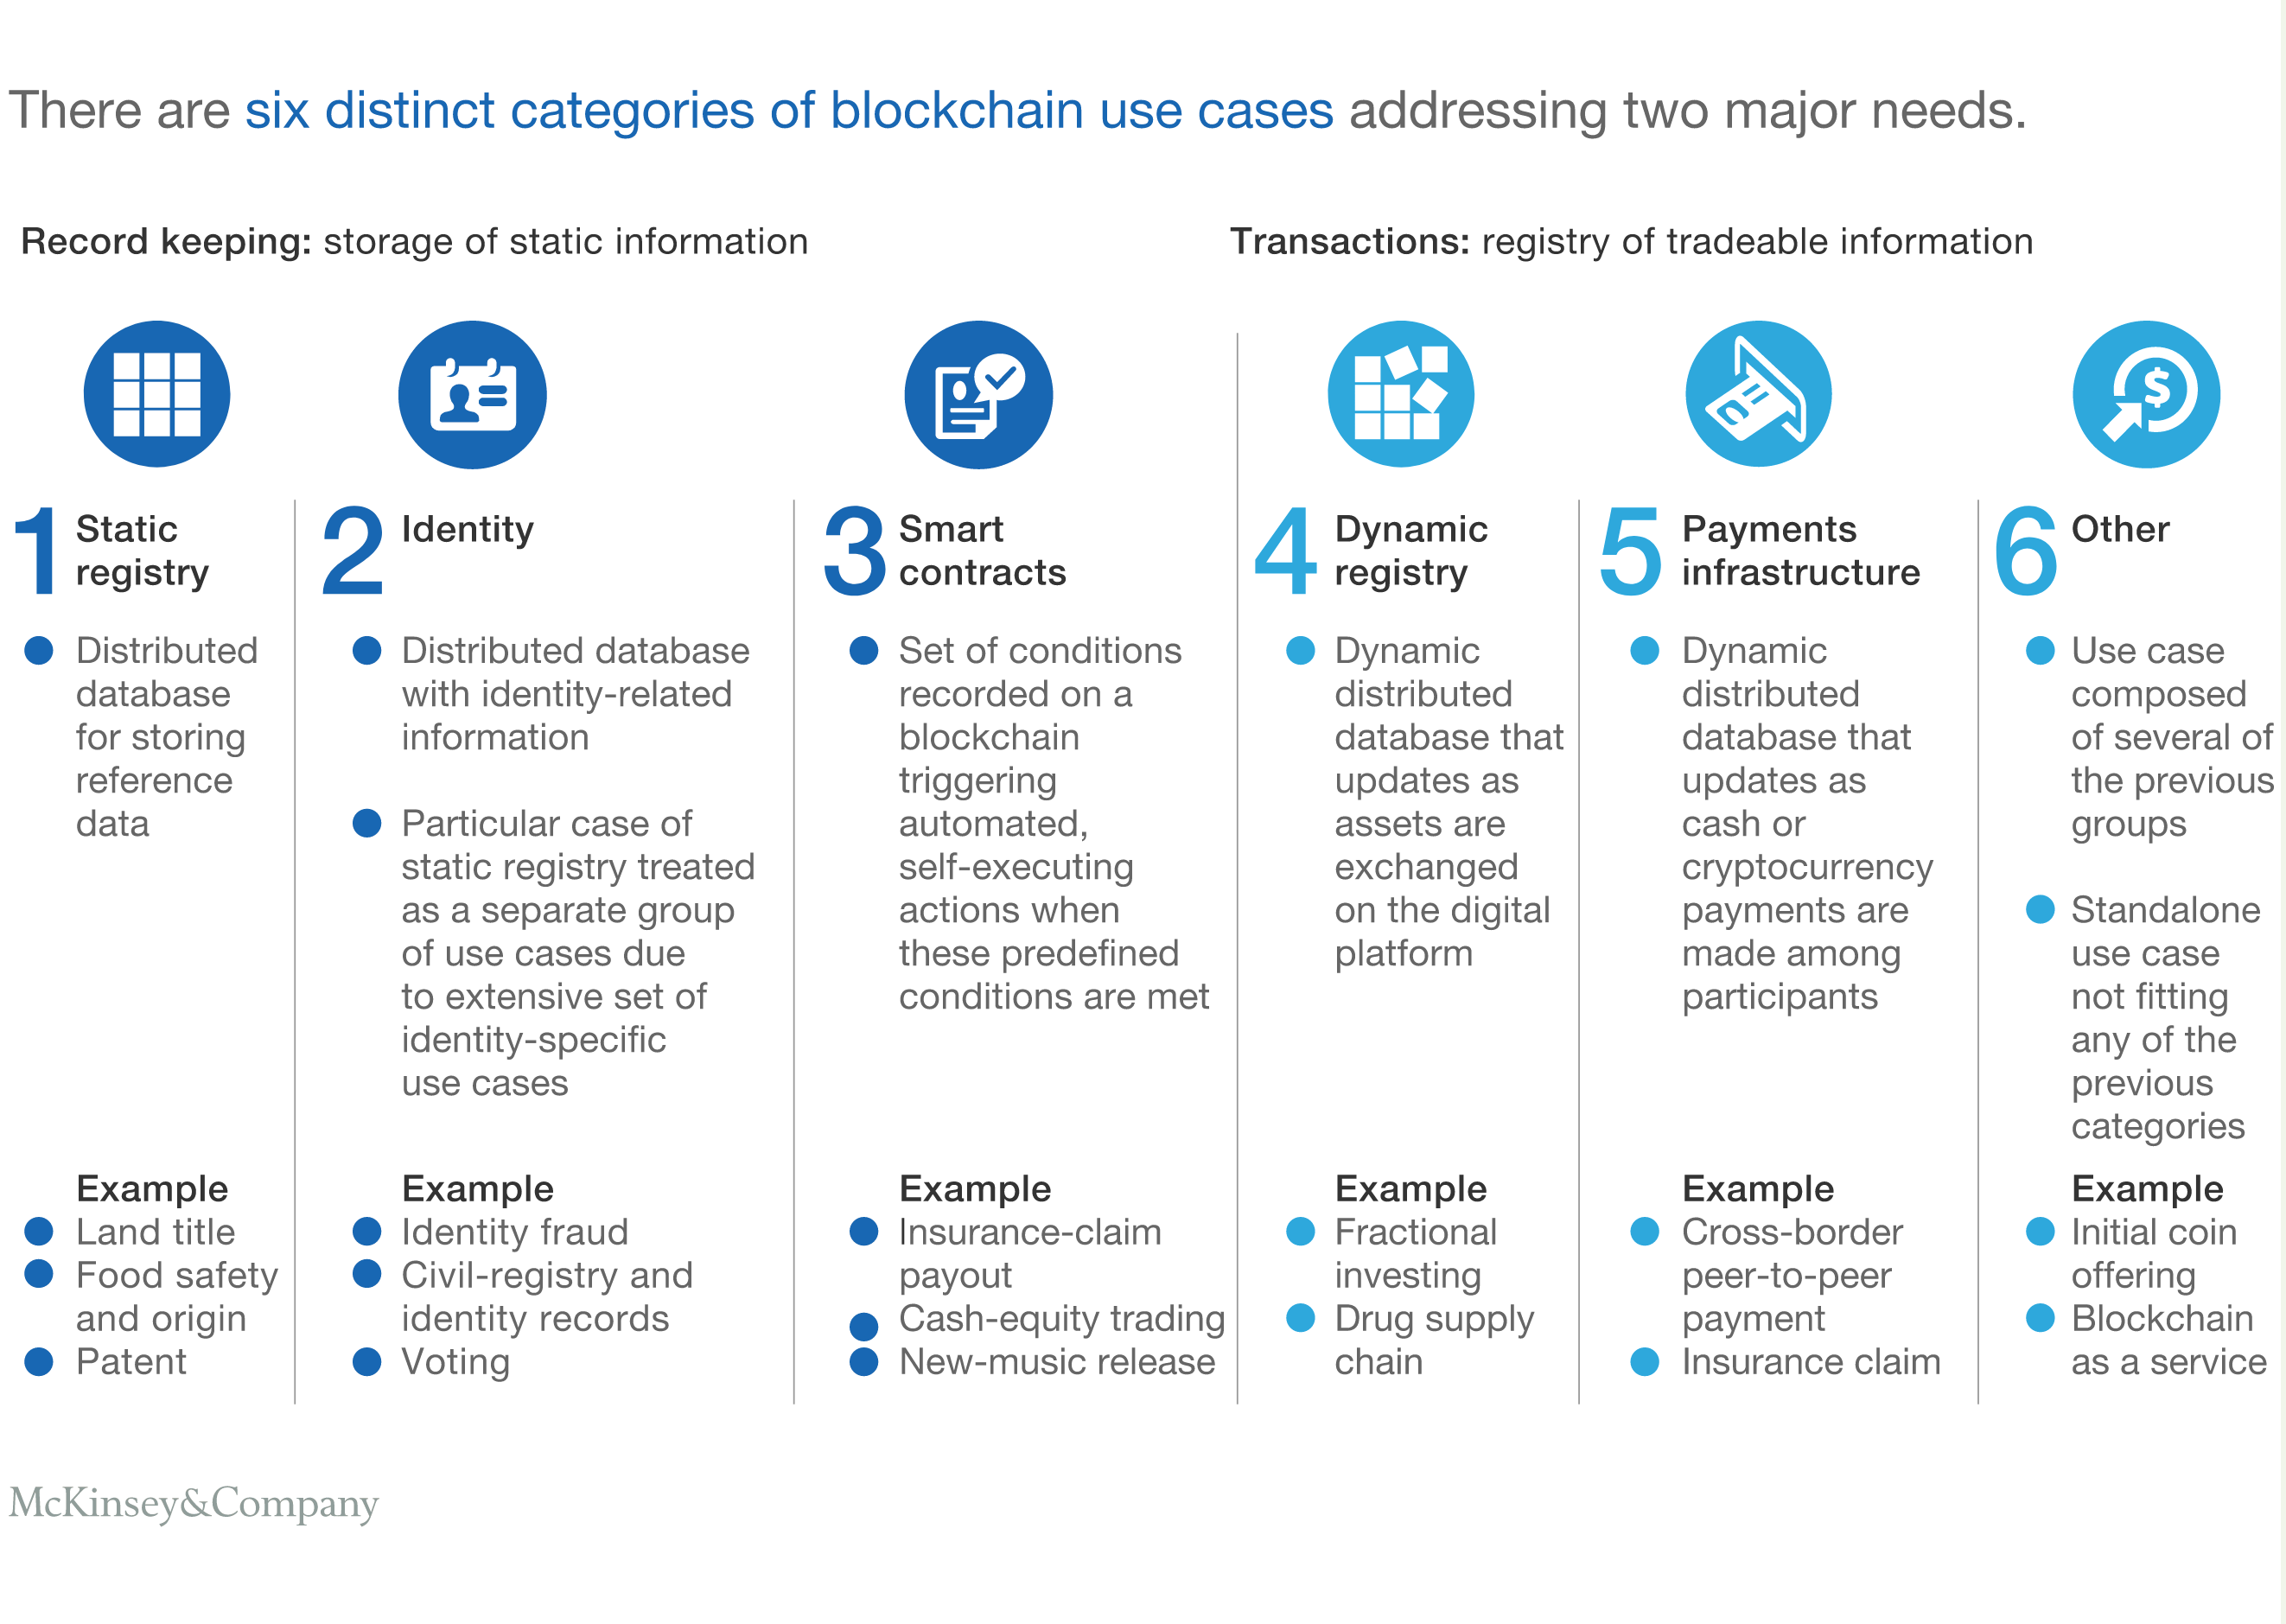 There are six distinct categories of blockchain use cases addressing two major needs.
Record keeping: storage of static information
Transactions: registry of tradeable information
1 Static
registry
Distributed
database
for storing
reference
data
Example
Land title
Food safety
and origin
Patent
2 Identity
Distributed database
with identity-related
information
Particular case of
static registry treated
as a separate group
of use cases due
to extensive set of
identity-specific
use cases
Example
Identity fraud
Civil-registry and
identity records
Voting
3 Smart
contracts
Set of conditions
recorded on a
blockchain
triggering
automated,
self-executing
actions when
these predefined
conditions are met
Example
Insurance-claim
payout
Cash-equity trading
New-music release
4 Dynamic
registry
Dynamic
distributed
database that
updates as
assets are
exchanged
on the digital
platform
Example
Fractional
investing
Drug supply
chain
5 Payments
infrastructure
Dynamic
distributed
database that
updates as
cash or
cryptocurrency
payments are
made among
participants
Example
Cross-border
peer-to-peer
payment
Insurance claim
$
6 Other
Use case
composed
of several of
the previous
groups
Standalone
use case
not fitting
any of the
previous
categories
Example
Initial coin
offering
Blockchain
as a service
McKinsey&Company